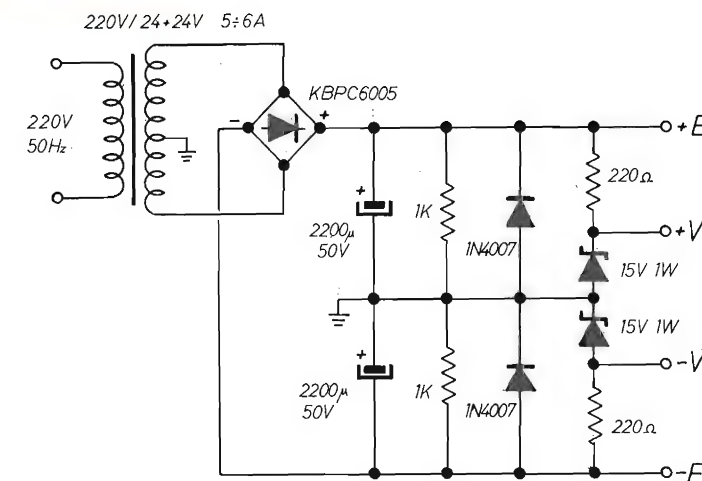 220V/24+24V 5÷6A
KBPC6005
220V
50Hz
-
+
+E
220Ω
+V
+
2200µ
50V
1K
1N4007
15V 1W
15V 1W
+
2200µ
50V
1K
1N4007
-V
220Ω
-E